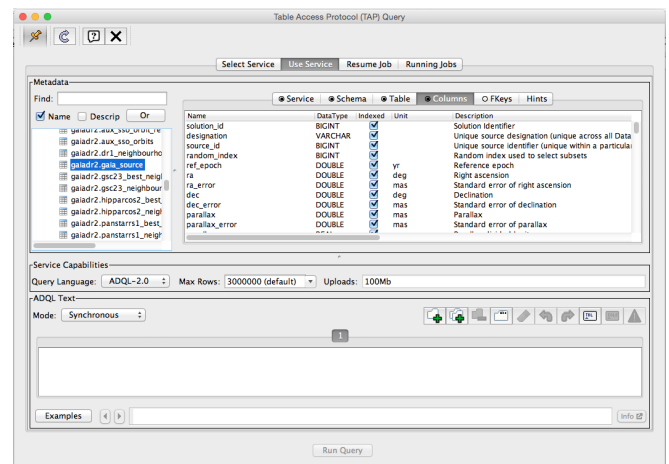 Table Access Protocol (TAP) Query
Select Service Use Service Resume Job Running Jobs
Metadata
Find:
Name Descrip Or
gaiadr2.aux_sso_orbit_re
gaiadr2.aux_sso_orbits
gaiadr2.dr1_neighbourho
gaiadr2.gaia_source
gaiadr2.gsc23_best_neigl
gaiadr2.gsc23_neighbour
gaiadr2.hipparcos2_best_
gaiadr2.hipparcos2_neigh
gaiadr2.panstarrs1_best_
gaiadr2.panstarrs1_neigh
Service Schema Table Columns FKeys Hints
Name DataType Indexed Unit Description
solution_id BIGINT Solution Identifier
designation VARCHAR Unique source designation (unique across all Data
source_id BIGINT Unique source identifier (unique within a particular
random_index BIGINT Random index used to select subsets
ref_epoch DOUBLE yr Reference epoch
ra DOUBLE deg Right ascension
ra_error DOUBLE mas Standard error of right ascension
dec DOUBLE deg Declination
dec_error DOUBLE mas Standard error of declination
parallax DOUBLE mas Parallax
parallax_error DOUBLE mas Standard error of parallax
Service Capabilities
Query Language: ADQL-2.0 Max Rows: 3000000 (default) Uploads: 100Mb
ADQL Text
Mode: Synchronous
1
Examples Info
Run Query